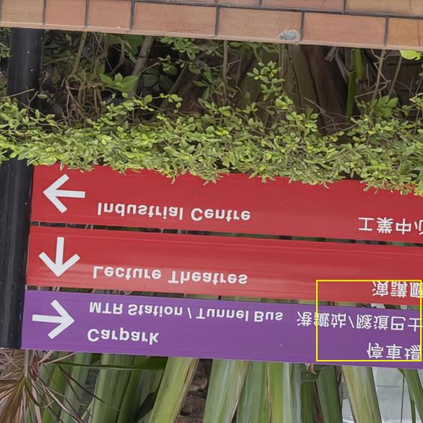 Carpark 停車場
MTR Station / Tunnel Bus 港鐵站/隧道巴士
Lecture Theatres 演講廳
Industrial Centre 工業中心